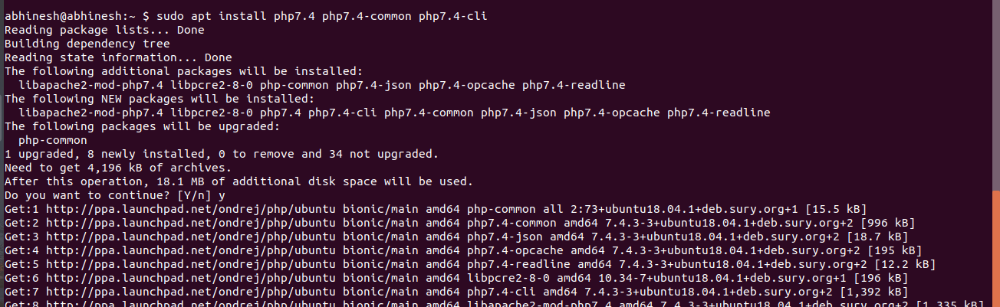 abhinesh@abhinesh:~ $ sudo apt install php7.4 php7.4-common php7.4-cli
Reading package lists... Done
Building dependency tree
Reading state information... Done
The following additional packages will be installed:
  libapache2-mod-php7.4 libpcre2-8-0 php-common php7.4-json php7.4-opcache php7.4-readline
The following NEW packages will be installed:
  libapache2-mod-php7.4 libpcre2-8-0 php7.4 php7.4-cli php7.4-common php7.4-json php7.4-opcache php7.4-readline
The following packages will be upgraded:
  php-common
1 upgraded, 8 newly installed, 0 to remove and 34 not upgraded.
Need to get 4,196 kB of archives.
After this operation, 18.1 MB of additional disk space will be used.
Do you want to continue? [Y/n] y
Get:1 http://ppa.launchpad.net/ondrej/php/ubuntu bionic/main amd64 php-common all 2:73+ubuntu18.04.1+deb.sury.org+1 [15.5 kB]
Get:2 http://ppa.launchpad.net/ondrej/php/ubuntu bionic/main amd64 php7.4-common amd64 7.4.3-3+ubuntu18.04.1+deb.sury.org+2 [996 kB]
Get:3 http://ppa.launchpad.net/ondrej/php/ubuntu bionic/main amd64 php7.4-json amd64 7.4.3-3+ubuntu18.04.1+deb.sury.org+2 [18.7 kB]
Get:4 http://ppa.launchpad.net/ondrej/php/ubuntu bionic/main amd64 php7.4-opcache amd64 7.4.3-3+ubuntu18.04.1+deb.sury.org+2 [195 kB]
Get:5 http://ppa.launchpad.net/ondrej/php/ubuntu bionic/main amd64 php7.4-readline amd64 7.4.3-3+ubuntu18.04.1+deb.sury.org+2 [12.2 kB]
Get:6 http://ppa.launchpad.net/ondrej/php/ubuntu bionic/main amd64 libpcre2-8-0 amd64 10.34-7+ubuntu18.04.1+deb.sury.org+1 [196 kB]
Get:7 http://ppa.launchpad.net/ondrej/php/ubuntu bionic/main amd64 php7.4-cli amd64 7.4.3-3+ubuntu18.04.1+deb.sury.org+2 [1,392 kB]
Get:8 http://ppa.launchpad.net/ondrej/php/ubuntu bionic/main amd64 libapache2-mod-php7.4 amd64 7.4.3-3+ubuntu18.04.1+deb.sury.org+2 [1,335 kB]